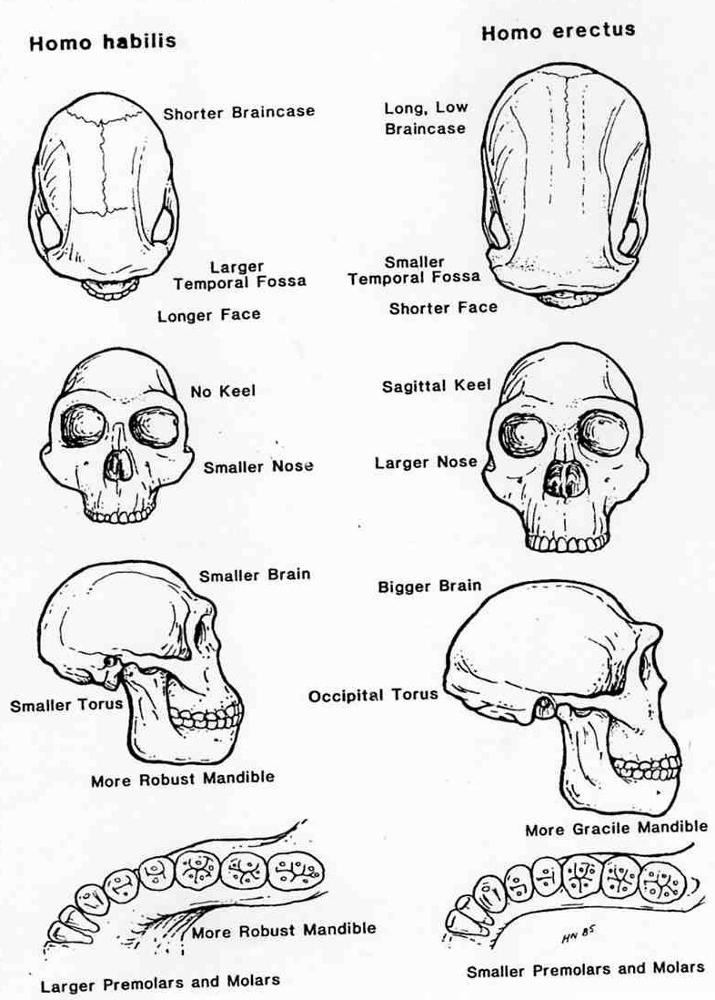 Homo habilis
Homo erectus
Shorter Braincase
Long, Low
Braincase
Larger
Temporal Fossa
Smaller
Temporal Fossa
Longer Face
Shorter Face
No Keel
Sagittal Keel
Smaller Nose
Larger Nose
Smaller Brain
Bigger Brain
Smaller Torus
Occipital Torus
More Robust Mandible
More Gracile Mandible
More Robust Mandible
HN 85
Larger Premolars and Molars
Smaller Premolars and Molars